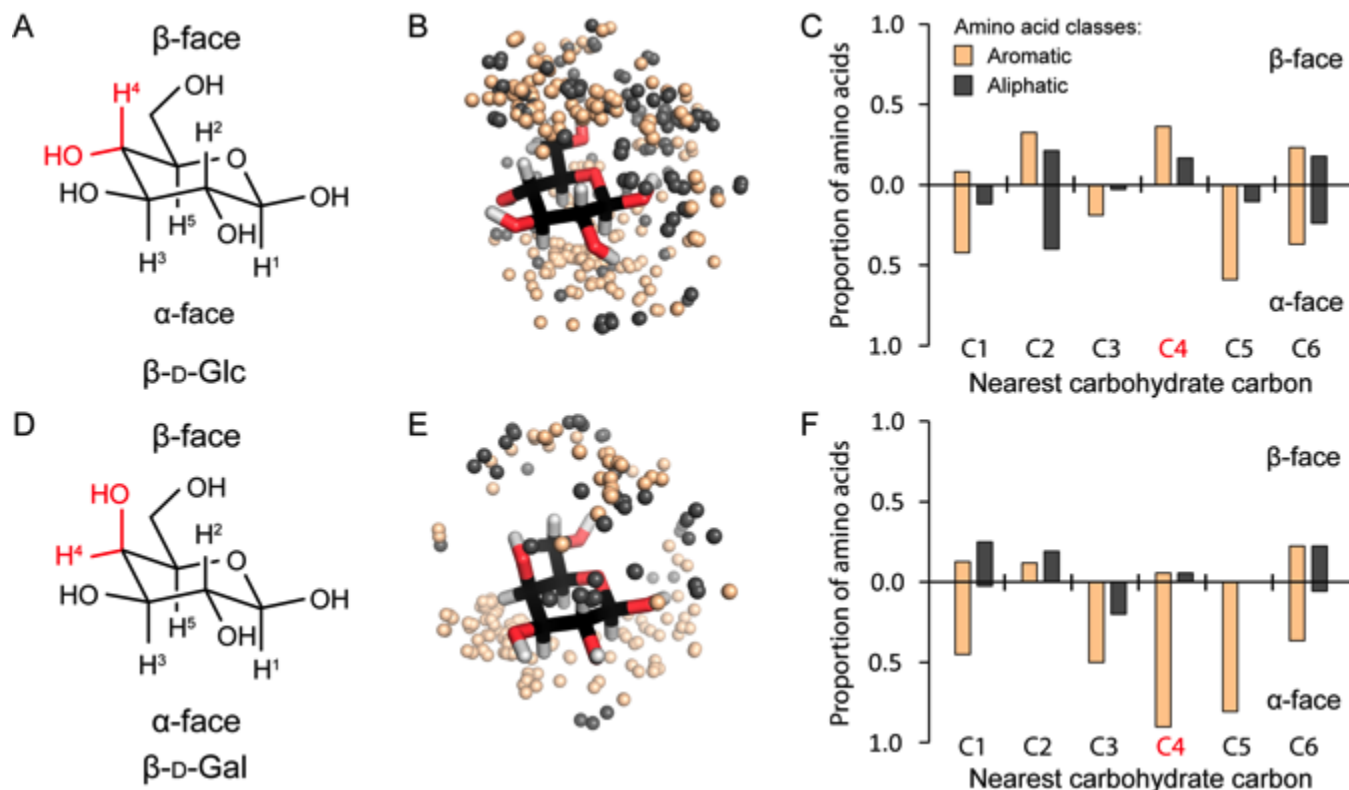 A
β-face
H⁴
OH
H²
HO
O
HO
OH
H⁵
OH
H³
H¹
α-face
β-D-Glc
B
C
Amino acid classes:
Aromatic
Aliphatic
β-face
1.0
0.5
0.0
0.5
1.0
Proportion of amino acids
α-face
C1 C2 C3 C4 C5 C6
Nearest carbohydrate carbon
D
β-face
HO
OH
H²
H⁴
O
HO
OH
H⁵
OH
H³
H¹
α-face
β-D-Gal
E
F
β-face
1.0
0.5
0.0
0.5
1.0
Proportion of amino acids
α-face
C1 C2 C3 C4 C5 C6
Nearest carbohydrate carbon